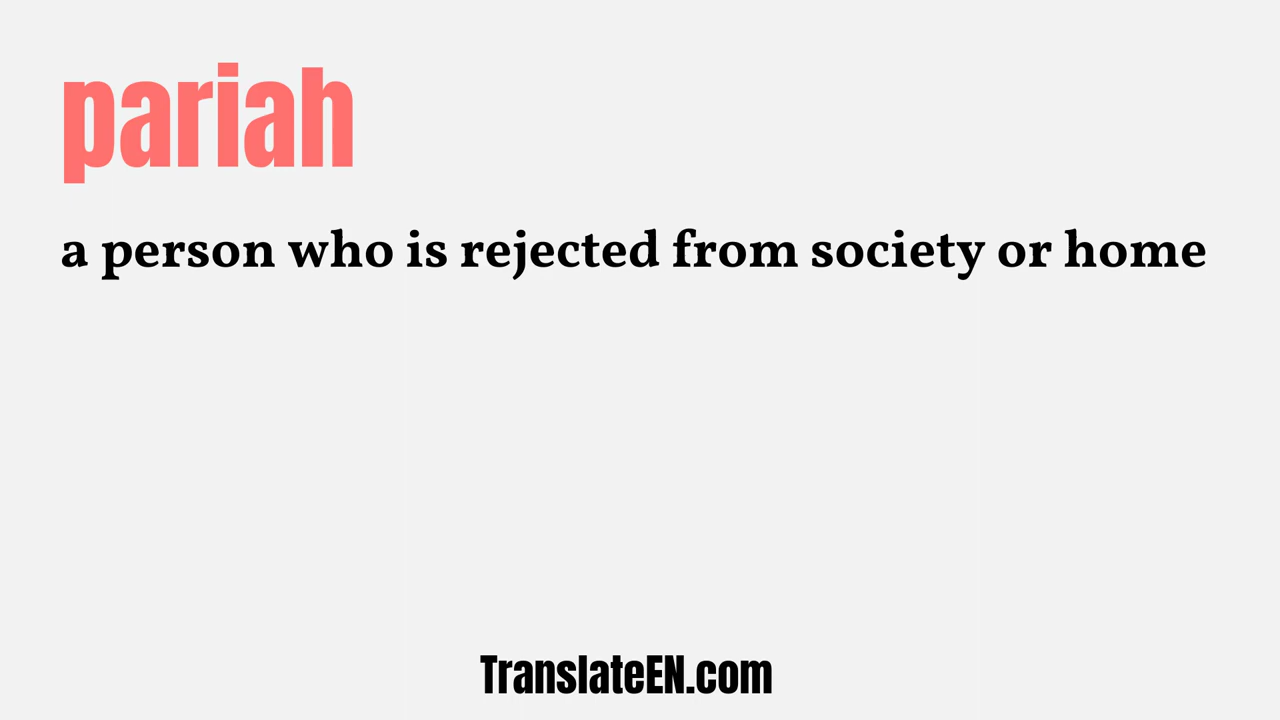 pariah
a person who is rejected from society or home
TranslateEN.com